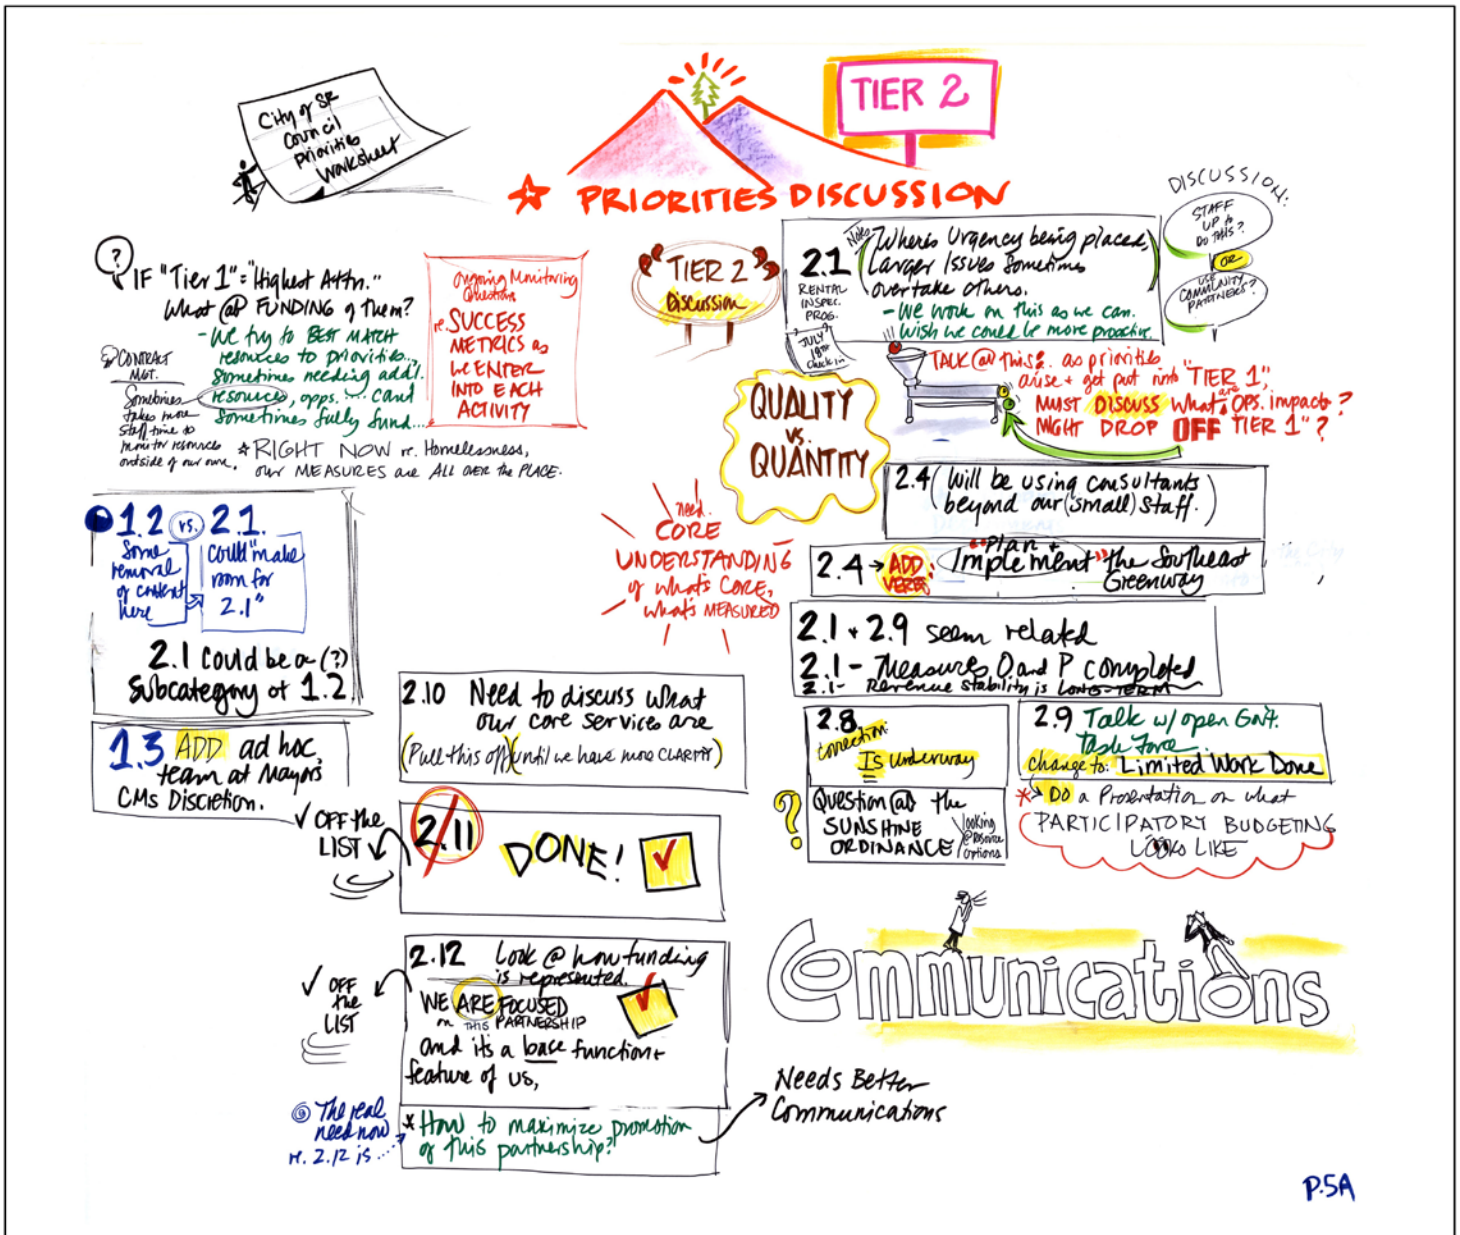 City of SR
Council
Priorities
Worksheet
TIER 2
PRIORITIES DISCUSSION
?
IF "Tier 1" = "Highest Attn."
What @ FUNDING of Them?
- We try to BEST MATCH
resources to priorities...
Sometimes needing add'l.
resources, opps. ... cand
sometimes fully fund...
CONTRACT
MGT.
Sometimes
takes more
staff time to
monitor resources
outside of our own.
RIGHT NOW re. Homelessness,
our MEASURES are ALL OVER the PLACE.
Ongoing Monitoring
Question
re. SUCCESS
METRICS as
WE ENTER
INTO EACH
ACTIVITY
TIER 2
Discussion
2.1
RENTAL
INSPEC.
PROG.
Notes
Where's Urgency being placed,
Larger Issues Sometimes
overtake others.
- We work on this as we can.
Wish we could be more proactive.
JULY
18th
Check in
DISCUSSION:
STAFF
UP to
DO THIS?
OR
USE
COMMUNITY
PARTNERS?
TALK @ this: as priorities
arise + get put into "TIER 1",
MUST DISCUSS What are OPS. impacts?
MIGHT DROP OFF TIER 1"?
QUALITY
vs.
QUANTITY
2.4 (Will be using consultants
beyond our (small) staff.)
2.4 → ADD
VERB:
"Plan +
Implement" the Southeast
Greenway
need
CORE
UNDERSTANDING
of what's CORE,
what's MEASURED
2.1 + 2.9 seem related
2.1 - Measures O and P completed
2.1 - Revenue Stability is LONG-TERM
1.2 vs. 2.1.
Some
removal
of content
here
could "make
room for
2.1"
2.1 could be a (?)
Subcategory of 1.2.
1.3 ADD ad hoc
team at Mayors
CMs Discretion.
2.10 Need to discuss what
our core services are
(Pull this off) (until we have more CLARITY)
2.8
correction:
Is underway
? Question @ the
SUNSHINE
ORDINANCE
looking
@ Resource
options
2.9 Talk w/ open Gov't.
Task Force.
change to: Limited Work Done
DO a Presentation on what
PARTICIPATORY BUDGETING
LOOKS LIKE
✓ OFF the
LIST
2.11
DONE!
✓
✓ OFF
the
LIST
2.12 Look @ how funding
is represented.
WE ARE FOCUSED
on THIS PARTNERSHIP
and it's a base function +
feature of us,
The real
need now
re. 2.12 is ....
* How to maximize promotion
of this partnership?
Needs Better
Communications
Communications
P.5A